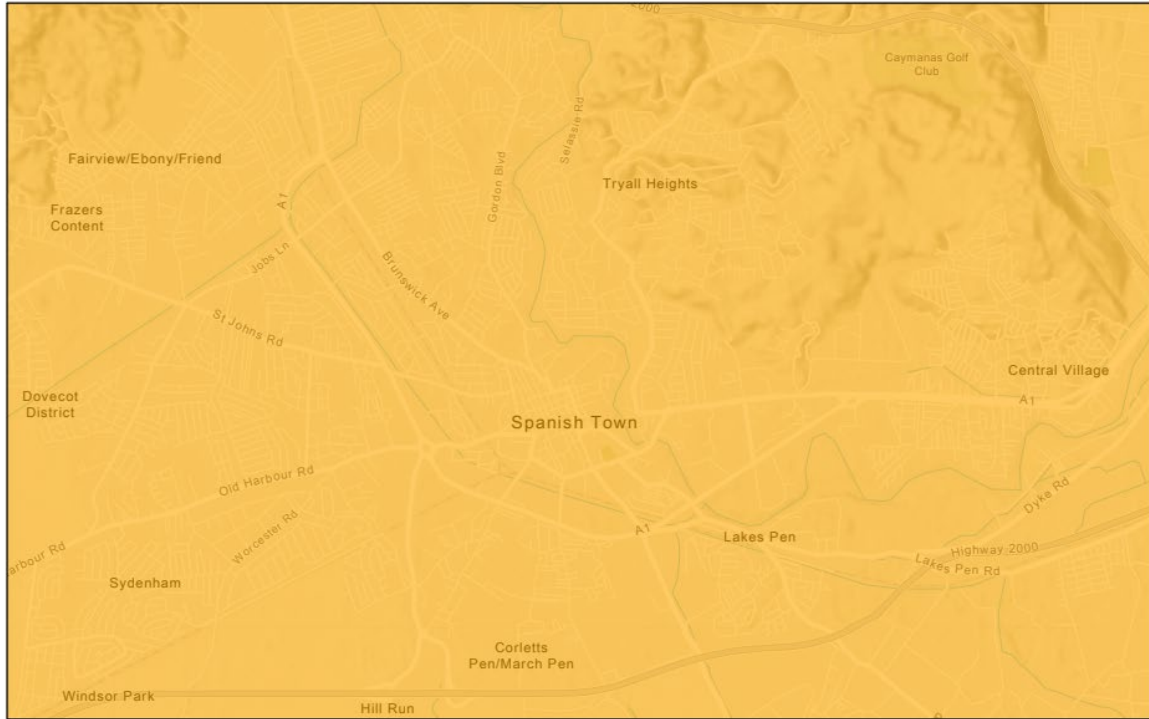 2000
Caymanas Golf
Club
Selassie Rd
Fairview/Ebony/Friend
Gordon Blvd
Tryall Heights
A1
Frazers
Content
Jobs Ln
Brunswick Ave
St Johns Rd
Central Village
Dovecot
District
A1
Spanish Town
Old Harbour Rd
Dyke Rd
Worcester Rd
A1
Lakes Pen
Highway 2000
arbour Rd
Lakes Pen Rd
Sydenham
Corletts
Pen/March Pen
Windsor Park
Hill Run